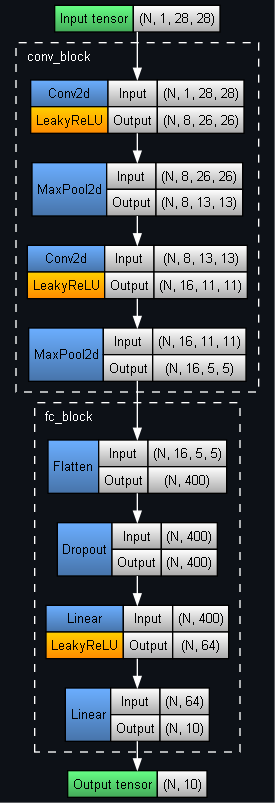 Input tensor (N, 1, 28, 28)
conv_block
Conv2d Input (N, 1, 28, 28)
LeakyReLU Output (N, 8, 26, 26)
MaxPool2d
Input (N, 8, 26, 26)
Output (N, 8, 13, 13)
Conv2d Input (N, 8, 13, 13)
LeakyReLU Output (N, 16, 11, 11)
MaxPool2d
Input (N, 16, 11, 11)
Output (N, 16, 5, 5)
fc_block
Flatten
Input (N, 16, 5, 5)
Output (N, 400)
Dropout
Input (N, 400)
Output (N, 400)
Linear Input (N, 400)
LeakyReLU Output (N, 64)
Linear
Input (N, 64)
Output (N, 10)
Output tensor (N, 10)